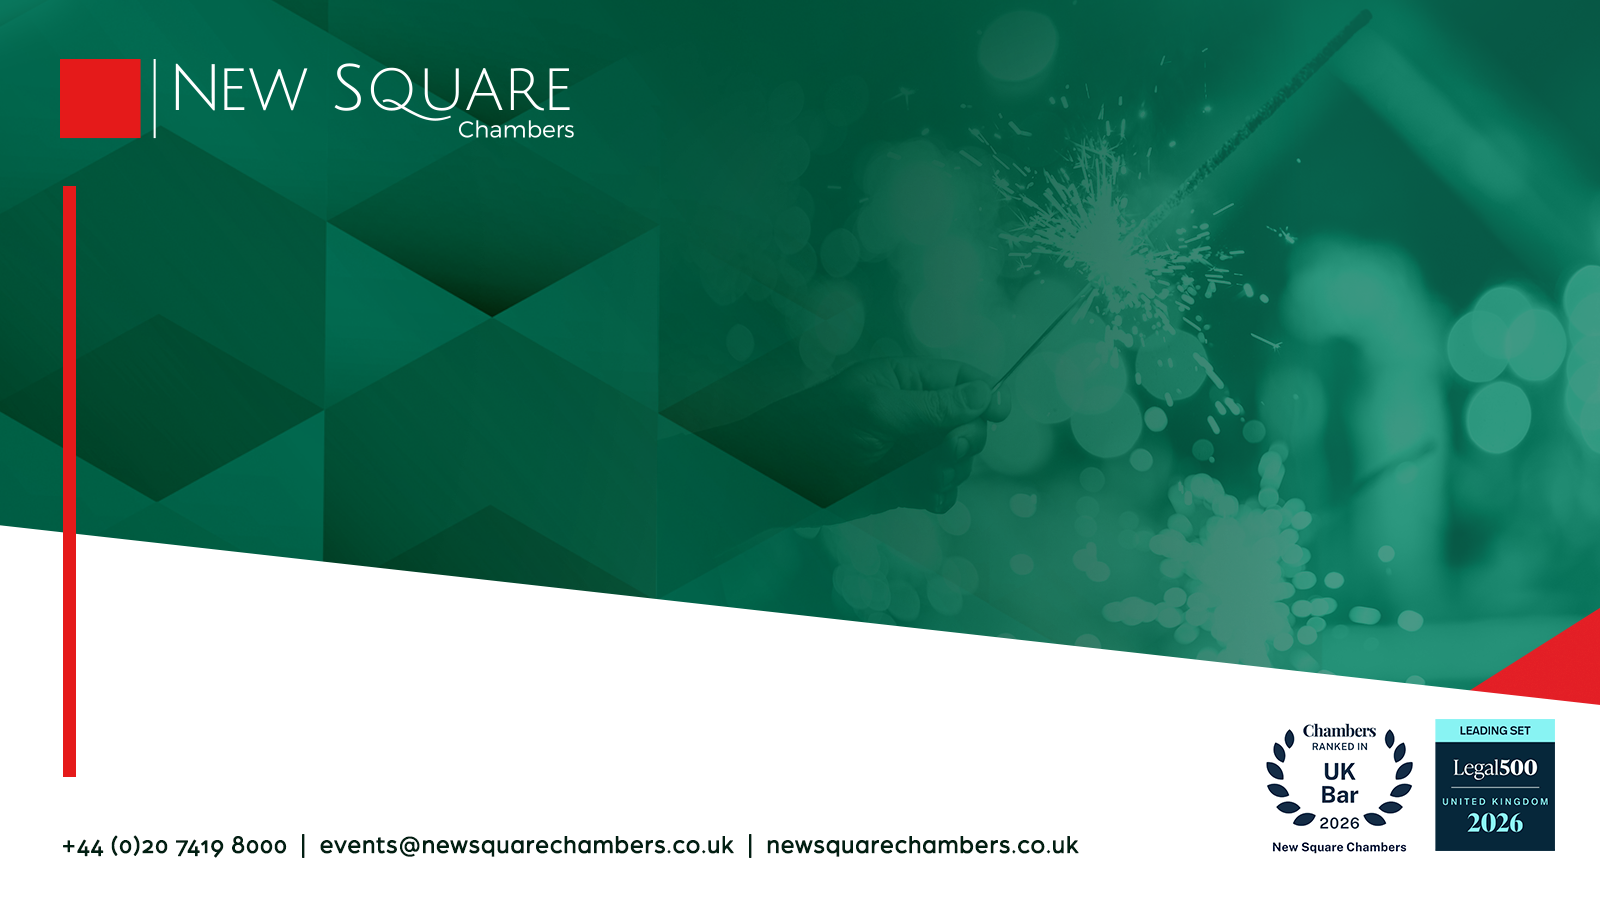 NEW SQUARE
Chambers
Chambers
RANKED IN
UK
Bar
2026
New Square Chambers
LEADING SET
Legal500
UNITED KINGDOM
2026
+44 (0)20 7419 8000 | events@newsquarechambers.co.uk | newsquarechambers.co.uk